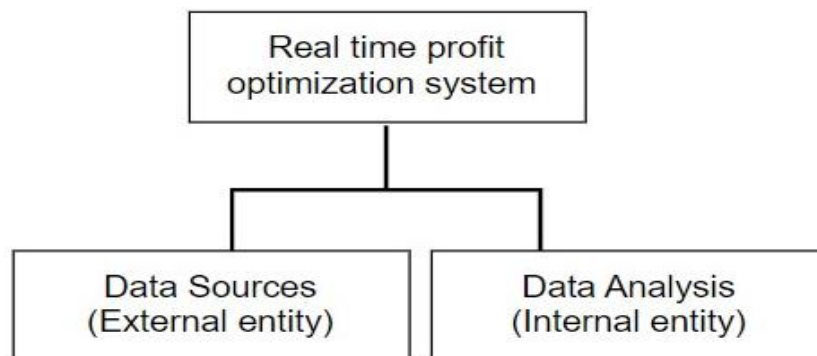 Real time profit
optimization system
Data Sources
(External entity)
Data Analysis
(Internal entity)